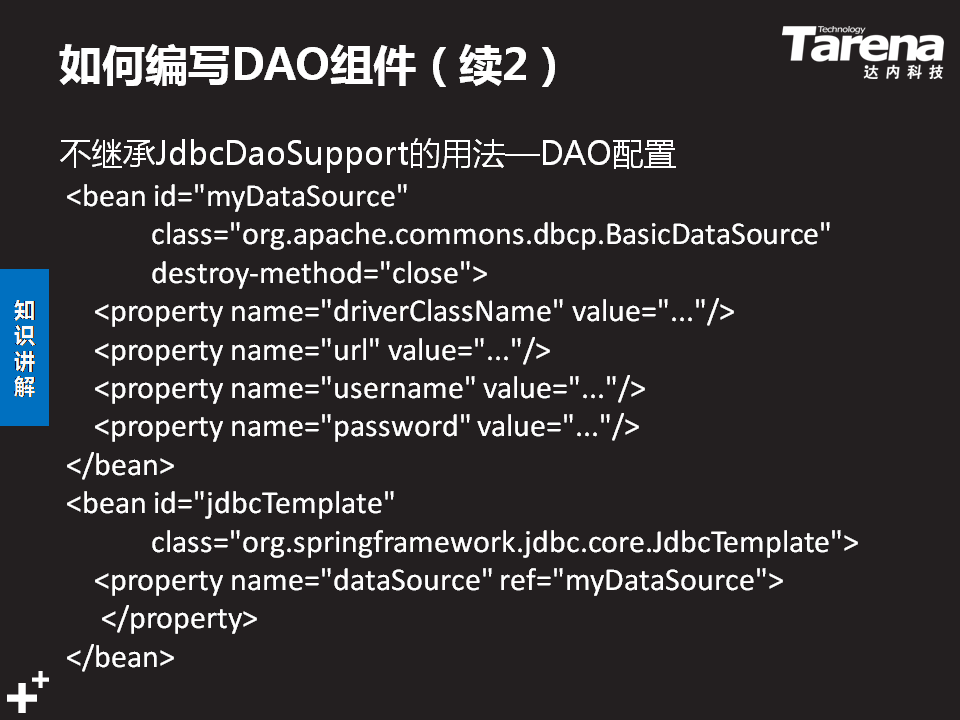 如何编写DAO组件（续2）
Technology
Tarena
达内科技
不继承JdbcDaoSupport的用法—DAO配置
<bean id="myDataSource"
class="org.apache.commons.dbcp.BasicDataSource"
destroy-method="close">
<property name="driverClassName" value="..."/>
<property name="url" value="..."/>
<property name="username" value="..."/>
<property name="password" value="..."/>
</bean>
<bean id="jdbcTemplate"
class="org.springframework.jdbc.core.JdbcTemplate">
<property name="dataSource" ref="myDataSource">
</property>
</bean>
知识讲解